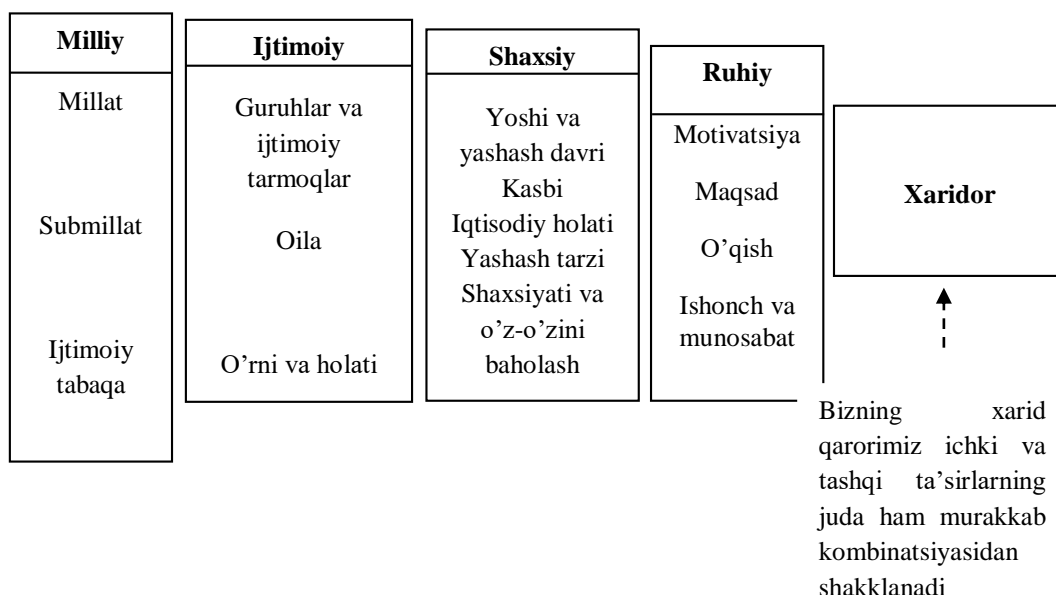 Milliy
Millat
Submillat
Ijtimoiy
tabaqa
Ijtimoiy
Guruhlar va
ijtimoiy
tarmoqlar
Oila
O’rni va holati
Shaxsiy
Yoshi va
yashash davri
Kasbi
Iqtisodiy holati
Yashash tarzi
Shaxsiyati va
o’z-o’zini
baholash
Ruhiy
Motivatsiya
Maqsad
O’qish
Ishonch va
munosabat
Xaridor
Bizning xarid
qarorimiz ichki va
tashqi ta’sirlarning
juda ham murakkab
kombinatsiyasidan
shakklanadi